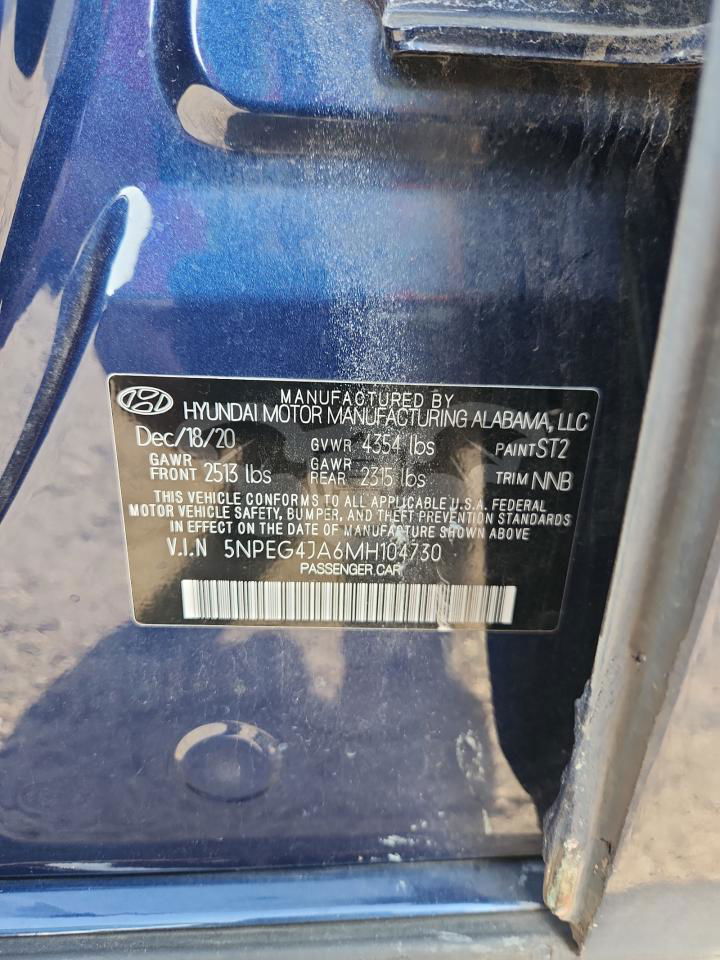 MANUFACTURED BY
HYUNDAI MOTOR MANUFACTURING ALABAMA, LLC
Dec/18/20 GVWR 4354 lbs PAINT ST2
GAWR FRONT 2513 lbs GAWR REAR 2315 lbs TRIM NNB
THIS VEHICLE CONFORMS TO ALL APPLICABLE U.S.A. FEDERAL
MOTOR VEHICLE SAFETY, BUMPER, AND THEFT PREVENTION STANDARDS
IN EFFECT ON THE DATE OF MANUFACTURE SHOWN ABOVE
V.I.N 5NPEG4JA6MH104730
PASSENGER CAR